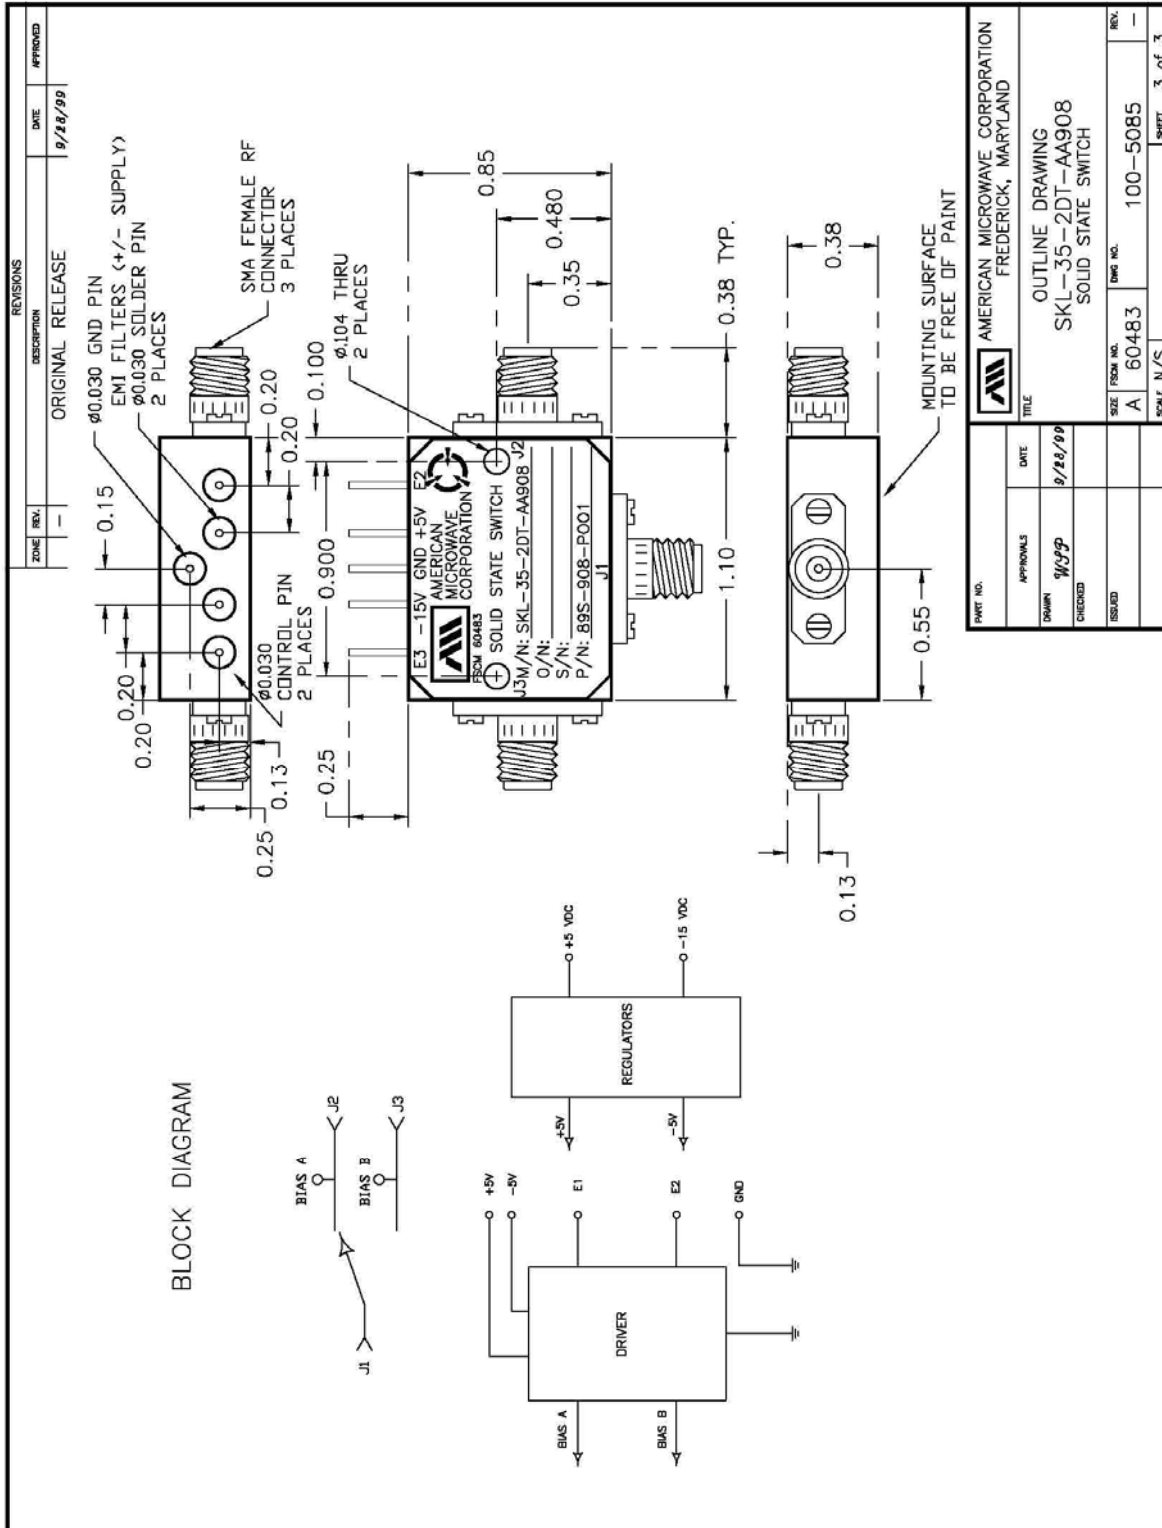 REVISIONS
ZONE REV. DESCRIPTION DATE APPROVED
— ORIGINAL RELEASE 9/28/99
BLOCK DIAGRAM
J1
BIAS A
J2
BIAS B
J3
+5V
-5V
E1
E2
GND
DRIVER
BIAS A
BIAS B
REGULATORS
+5V
-5V
+5 VDC
-15 VDC
Ø0.030 GND PIN
EMI FILTERS (+/- SUPPLY)
Ø0.030 SOLDER PIN
2 PLACES
SMA FEMALE RF
CONNECTOR
3 PLACES
Ø0.030
CONTROL PIN
2 PLACES
0.15
0.20
0.20
0.20
0.20
0.13
0.25
0.25
0.900
0.100
Ø.104 THRU
2 PLACES
0.85
0.480
0.35
0.38 TYP.
1.10
E3 -15V GND +5V E2
AMERICAN
MICROWAVE
CORPORATION
FSCM 60483
SOLID STATE SWITCH
J3
J2
M/N: SKL-35-2DT-AA908
O/N:
S/N:
P/N: 89S-908-P001
J1
0.38
0.55
0.13
MOUNTING SURFACE
TO BE FREE OF PAINT
PART NO.
APPROVALS DATE
DRAWN WJP 9/28/99
CHECKED
ISSUED
AMERICAN MICROWAVE CORPORATION
FREDERICK, MARYLAND
TITLE
OUTLINE DRAWING
SKL-35-2DT-AA908
SOLID STATE SWITCH
SIZE A FSCM NO. 60483 DWG NO. 100-5085 REV. —
SCALE N/S SHEET 3 of 3